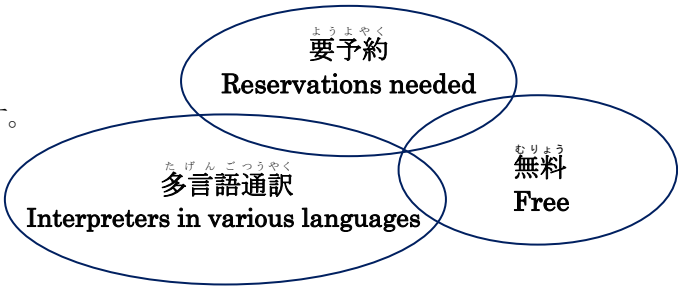 ようよやく
要予約
Reservations needed
す。
たげんごつうやく
多言語通訳
Interpreters in various languages
むりょう
無料
Free